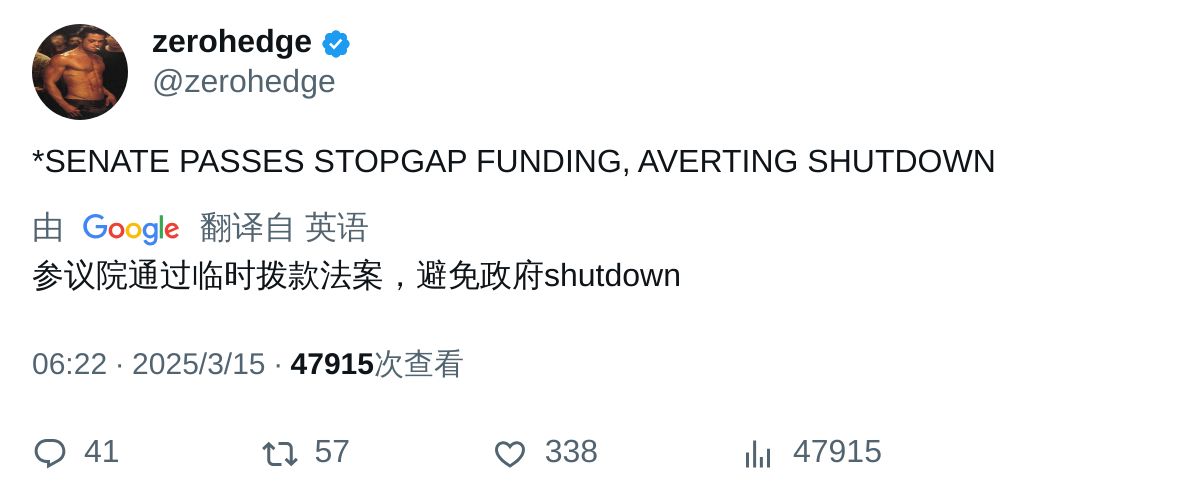 zerohedge
@zerohedge
*SENATE PASSES STOPGAP FUNDING, AVERTING SHUTDOWN
由 Google 翻译自 英语
参议院通过临时拨款法案，避免政府shutdown
06:22 · 2025/3/15 · 47915次查看
41 57 338 47915